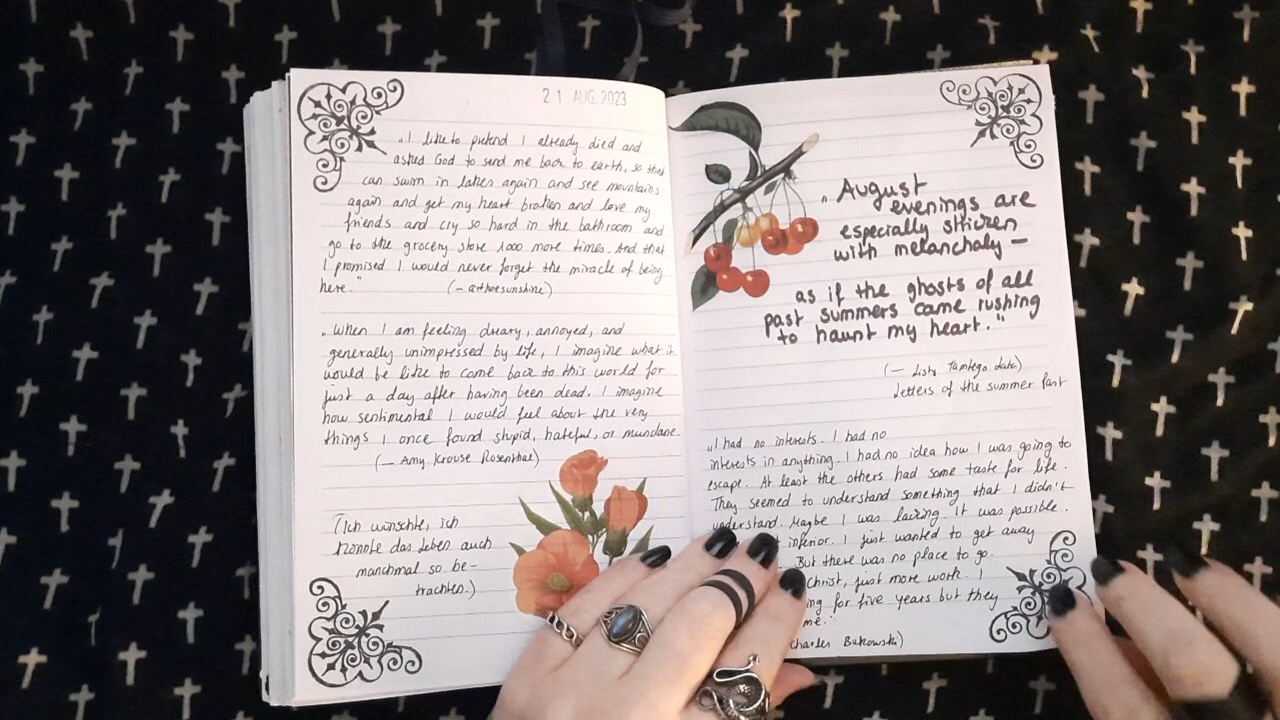 21 AUG. 2023
„I like to pretend I already died and
asked God to send me back to earth, so that
can swim in lakes again and see mountains
again and get my heart broken and love my
friends and cry so hard in the bathroom and
go to the grocery store 1000 more times. And that
I promised I would never forget the miracle of being
here."
(– arthoesunshine)
„When I am feeling dreary, annoyed, and
generally unimpressed by life, I imagine what it
would be like to come back to this world for
just a day after having been dead. I imagine
how sentimental I would feel about the very
things I once found stupid, hateful, or mundane.
(– Amy Krouse Rosenthal)
(Ich wünschte, ich
könnte das Leben auch
manchmal so be-
trachten.)
„August
evenings are
especially stricken
with melancholy –
as if the ghosts of all
past summers came rushing
to haunt my heart."
(–
letters of the summer past
„I had no interests. I had no
interests in anything. I had no idea how I was going to
escape. At least the others had some taste for life.
They seemed to understand something that I didn't
understand. Maybe I was lacking. It was possible.
inferior. I just wanted to get away
But there was no place to go.
christ, just more work. I
ing for five years but they
me."
Charles Bukowski)